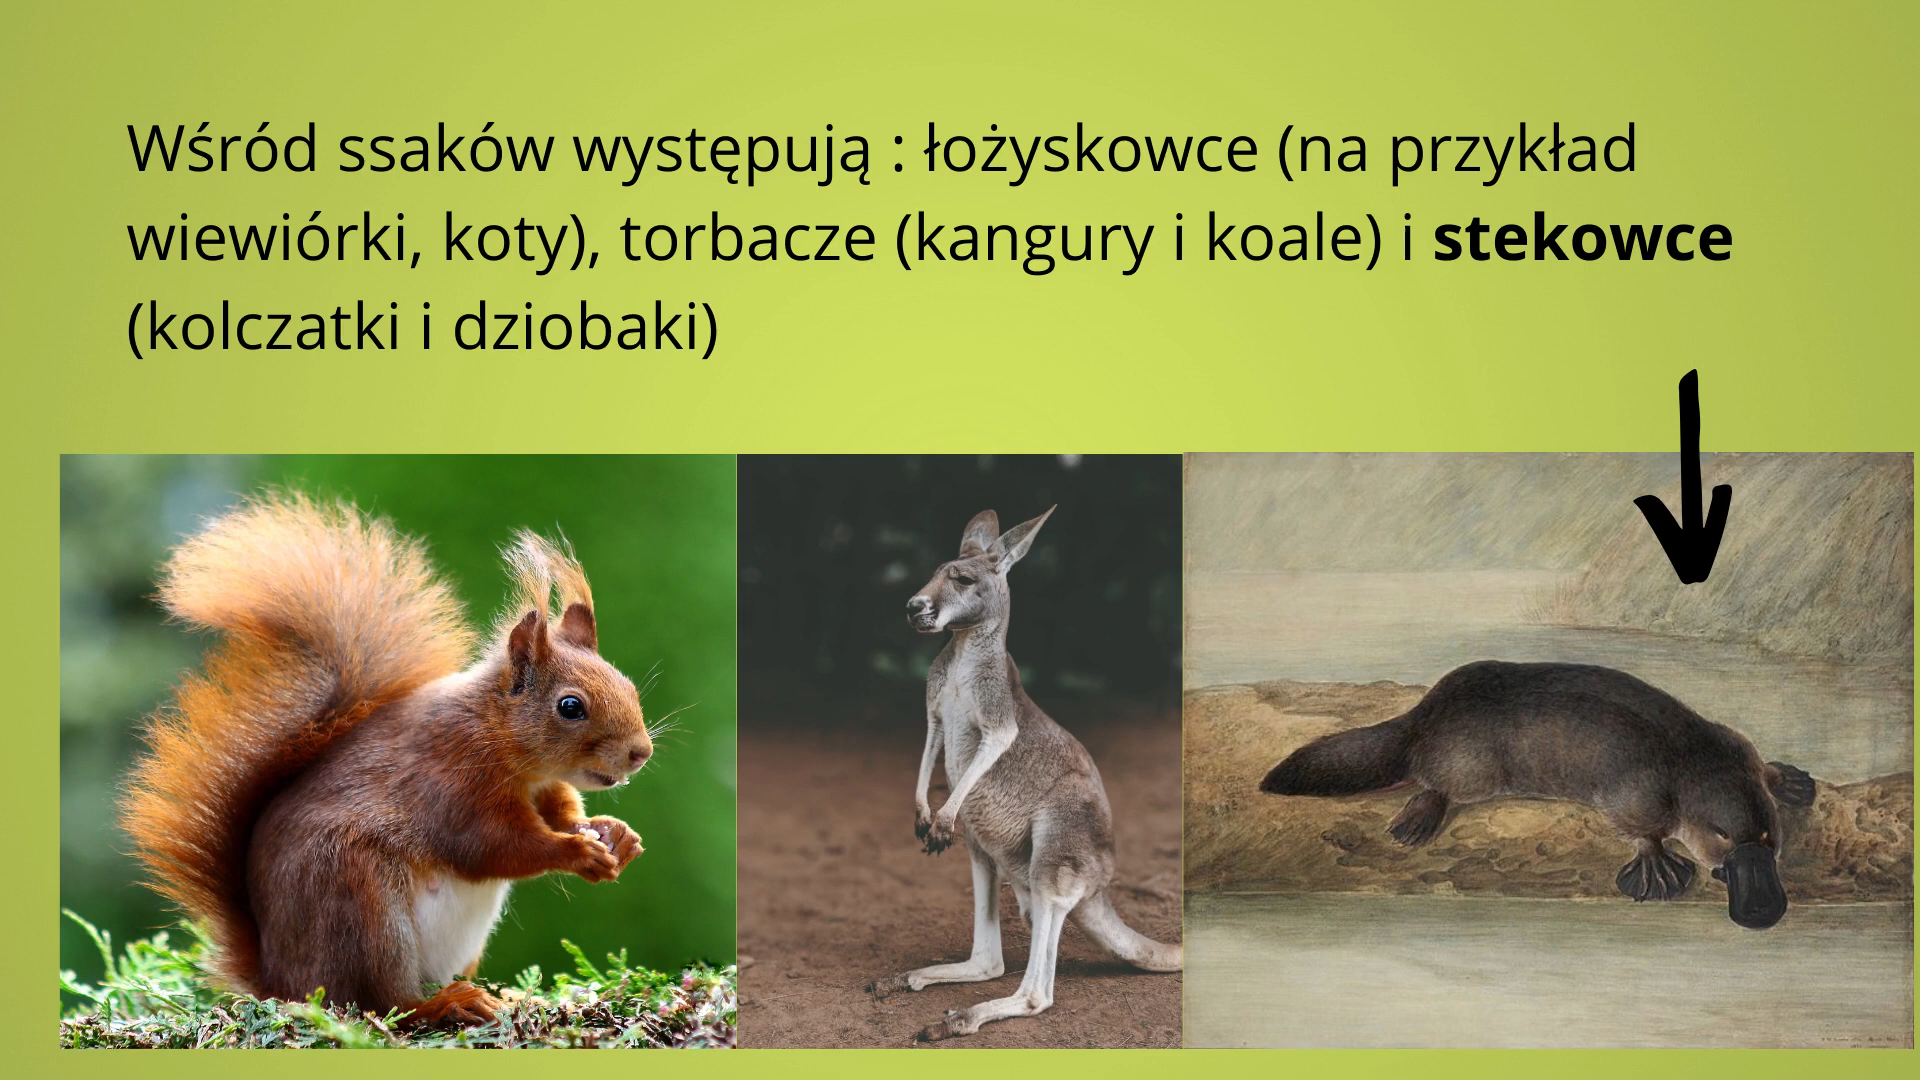 Wśród ssaków występują : łożyskowce (na przykład
wiewiórki, koty), torbacze (kangury i koale) i stekowce
(kolczatki i dziobaki)